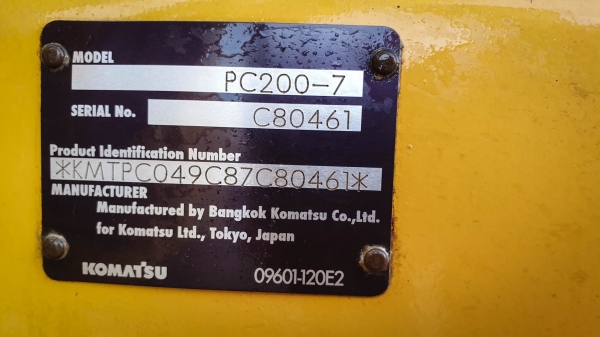 MODEL
PC200-7
SERIAL No.
C80461
Product Identification Number
*KMTPC049C87C80461*
MANUFACTURER
Manufactured by Bangkok Komatsu Co.,Ltd.
for Komatsu Ltd., Tokyo, Japan
KOMATSU
09601-120E2